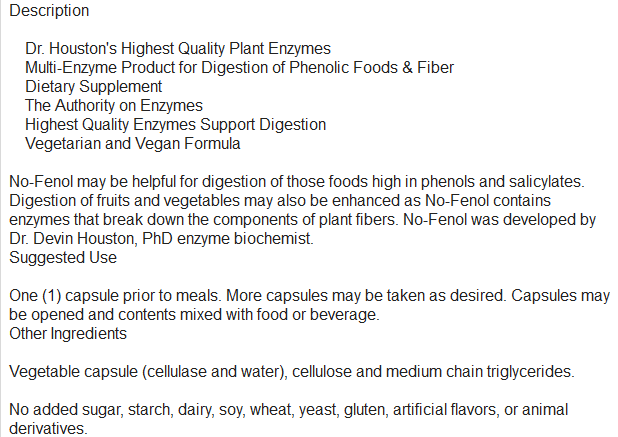 Description
Dr. Houston's Highest Quality Plant Enzymes
Multi-Enzyme Product for Digestion of Phenolic Foods & Fiber
Dietary Supplement
The Authority on Enzymes
Highest Quality Enzymes Support Digestion
Vegetarian and Vegan Formula
No-Fenol may be helpful for digestion of those foods high in phenols and salicylates.
Digestion of fruits and vegetables may also be enhanced as No-Fenol contains
enzymes that break down the components of plant fibers. No-Fenol was developed by
Dr. Devin Houston, PhD enzyme biochemist.
Suggested Use
One (1) capsule prior to meals. More capsules may be taken as desired. Capsules may
be opened and contents mixed with food or beverage.
Other Ingredients
Vegetable capsule (cellulase and water), cellulose and medium chain triglycerides.
No added sugar, starch, dairy, soy, wheat, yeast, gluten, artificial flavors, or animal
derivatives.